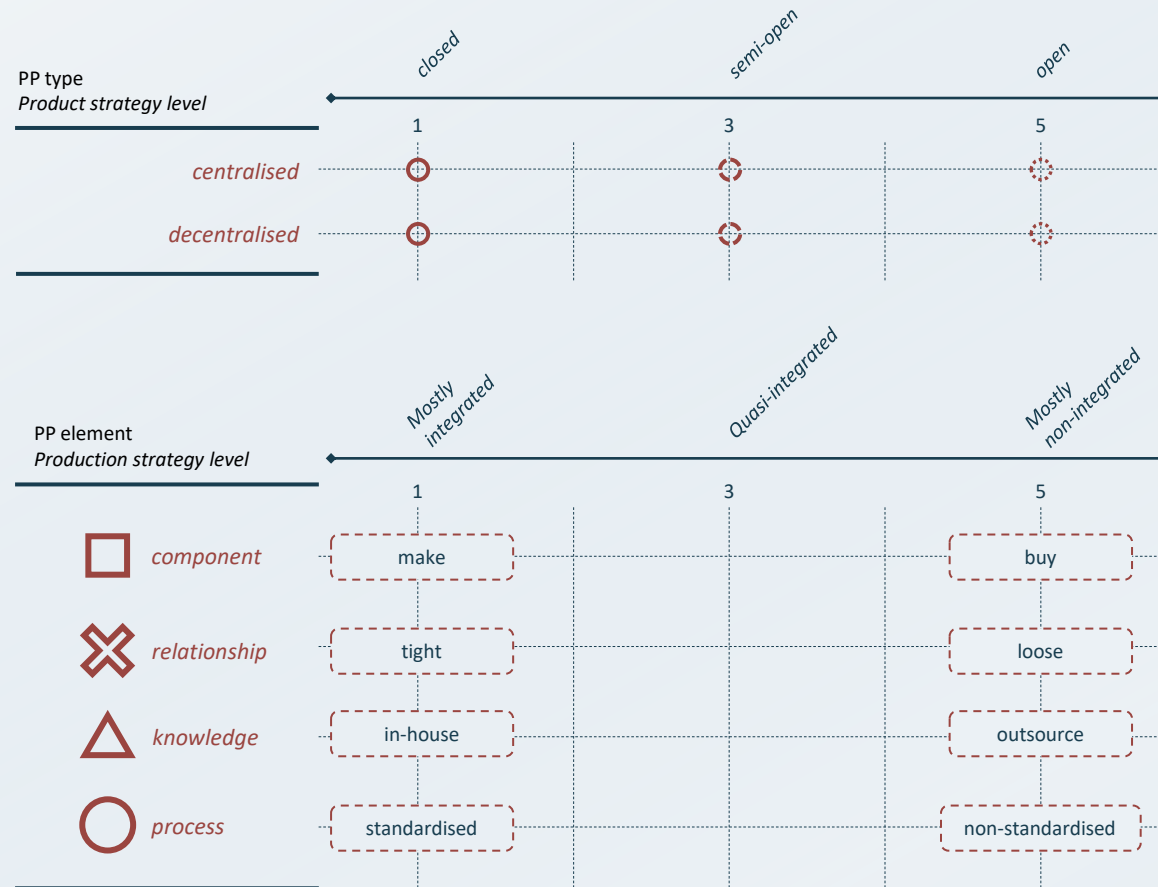 closed
semi-open
open
PP type
Product strategy level
1
3
5
centralised
decentralised
Mostly
integrated
Quasi-integrated
Mostly
non-integrated
PP element
Production strategy level
1
3
5
component
make
buy
relationship
tight
loose
knowledge
in-house
outsource
process
standardised
non-standardised